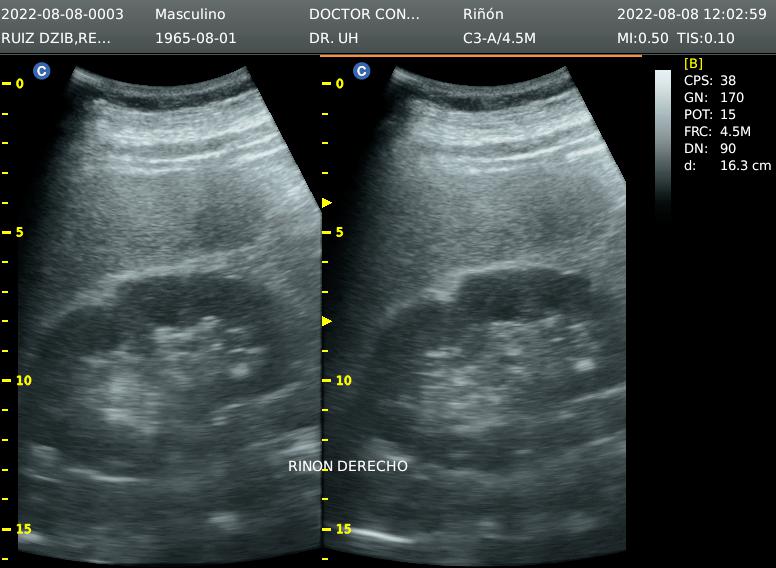 2022-08-08-0003 Masculino DOCTOR CON... Riñón 2022-08-08 12:02:59
RUIZ DZIB,RE... 1965-08-01 DR. UH C3-A/4.5M MI:0.50 TIS:0.10
C C
[B]
CPS: 38
GN: 170
POT: 15
FRC: 4.5M
DN: 90
d: 16.3 cm
0 0
5 5
10 10
RINON DERECHO
15 15